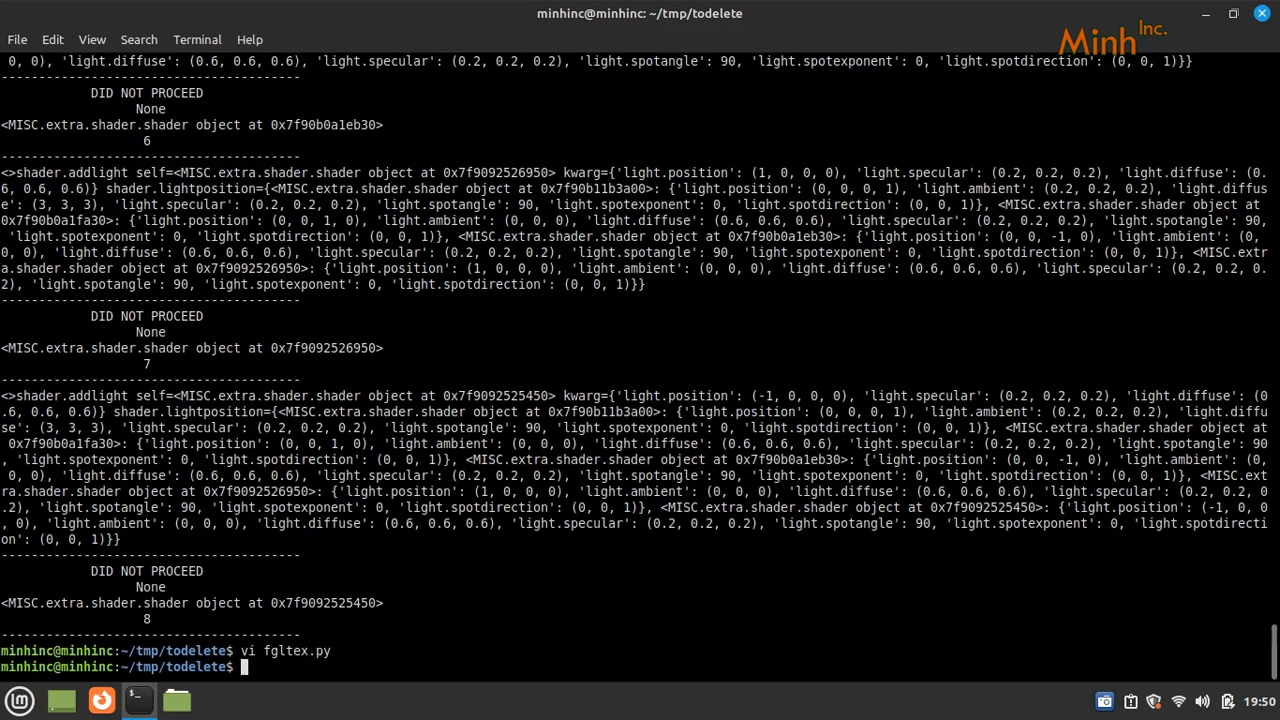 minhinc@minhinc: ~/tmp/todelete
Minh Inc.
File Edit View Search Terminal Help
0, 0), 'light.diffuse': (0.6, 0.6, 0.6), 'light.specular': (0.2, 0.2, 0.2), 'light.spotangle': 90, 'light.spotexponent': 0, 'light.spotdirection': (0, 0, 1)}}
--------------------------------------
DID NOT PROCEED
None
<MISC.extra.shader.shader object at 0x7f90b0a1eb30>
6
--------------------------------------
<>shader.addlight self=<MISC.extra.shader.shader object at 0x7f9092526950> kwarg={'light.position': (1, 0, 0, 0), 'light.specular': (0.2, 0.2, 0.2), 'light.diffuse': (0.
6, 0.6, 0.6)} shader.lightposition={<MISC.extra.shader.shader object at 0x7f90b11b3a00>: {'light.position': (0, 0, 0, 1), 'light.ambient': (0.2, 0.2, 0.2), 'light.diffus
e': (3, 3, 3), 'light.specular': (0.2, 0.2, 0.2), 'light.spotangle': 90, 'light.spotexponent': 0, 'light.spotdirection': (0, 0, 1)}, <MISC.extra.shader.shader object at
0x7f90b0a1fa30>: {'light.position': (0, 0, 1, 0), 'light.ambient': (0, 0, 0), 'light.diffuse': (0.6, 0.6, 0.6), 'light.specular': (0.2, 0.2, 0.2), 'light.spotangle': 90,
'light.spotexponent': 0, 'light.spotdirection': (0, 0, 1)}, <MISC.extra.shader.shader object at 0x7f90b0a1eb30>: {'light.position': (0, 0, -1, 0), 'light.ambient': (0,
0, 0), 'light.diffuse': (0.6, 0.6, 0.6), 'light.specular': (0.2, 0.2, 0.2), 'light.spotangle': 90, 'light.spotexponent': 0, 'light.spotdirection': (0, 0, 1)}, <MISC.extr
a.shader.shader object at 0x7f9092526950>: {'light.position': (1, 0, 0, 0), 'light.ambient': (0, 0, 0), 'light.diffuse': (0.6, 0.6, 0.6), 'light.specular': (0.2, 0.2, 0.
2), 'light.spotangle': 90, 'light.spotexponent': 0, 'light.spotdirection': (0, 0, 1)}}
--------------------------------------
DID NOT PROCEED
None
<MISC.extra.shader.shader object at 0x7f9092526950>
7
--------------------------------------
<>shader.addlight self=<MISC.extra.shader.shader object at 0x7f9092525450> kwarg={'light.position': (-1, 0, 0, 0), 'light.specular': (0.2, 0.2, 0.2), 'light.diffuse': (0
.6, 0.6, 0.6)} shader.lightposition={<MISC.extra.shader.shader object at 0x7f90b11b3a00>: {'light.position': (0, 0, 0, 1), 'light.ambient': (0.2, 0.2, 0.2), 'light.diffu
se': (3, 3, 3), 'light.specular': (0.2, 0.2, 0.2), 'light.spotangle': 90, 'light.spotexponent': 0, 'light.spotdirection': (0, 0, 1)}, <MISC.extra.shader.shader object at
0x7f90b0a1fa30>: {'light.position': (0, 0, 1, 0), 'light.ambient': (0, 0, 0), 'light.diffuse': (0.6, 0.6, 0.6), 'light.specular': (0.2, 0.2, 0.2), 'light.spotangle': 90
, 'light.spotexponent': 0, 'light.spotdirection': (0, 0, 1)}, <MISC.extra.shader.shader object at 0x7f90b0a1eb30>: {'light.position': (0, 0, -1, 0), 'light.ambient': (0,
0, 0), 'light.diffuse': (0.6, 0.6, 0.6), 'light.specular': (0.2, 0.2, 0.2), 'light.spotangle': 90, 'light.spotexponent': 0, 'light.spotdirection': (0, 0, 1)}, <MISC.ext
ra.shader.shader object at 0x7f9092526950>: {'light.position': (1, 0, 0, 0), 'light.ambient': (0, 0, 0), 'light.diffuse': (0.6, 0.6, 0.6), 'light.specular': (0.2, 0.2, 0
.2), 'light.spotangle': 90, 'light.spotexponent': 0, 'light.spotdirection': (0, 0, 1)}, <MISC.extra.shader.shader object at 0x7f9092525450>: {'light.position': (-1, 0, 0
, 0), 'light.ambient': (0, 0, 0), 'light.diffuse': (0.6, 0.6, 0.6), 'light.specular': (0.2, 0.2, 0.2), 'light.spotangle': 90, 'light.spotexponent': 0, 'light.spotdirecti
on': (0, 0, 1)}}
--------------------------------------
DID NOT PROCEED
None
<MISC.extra.shader.shader object at 0x7f9092525450>
8
--------------------------------------
minhinc@minhinc:~/tmp/todelete$ vi fgltex.py
minhinc@minhinc:~/tmp/todelete$
19:50